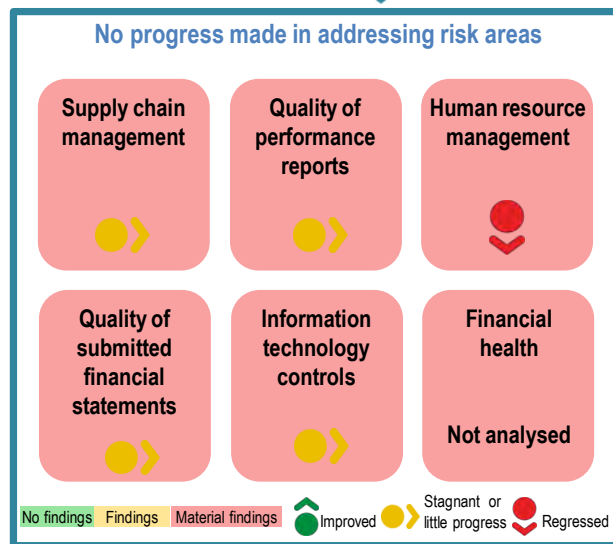 No progress made in addressing risk areas
Supply chain
management
Quality of
performance
reports
Human resource
management
Quality of
submitted
financial
statements
Information
technology
controls
Financial
health
Not analysed
No findings
Findings
Material findings
Improved
Stagnant or
little progress
Regressed